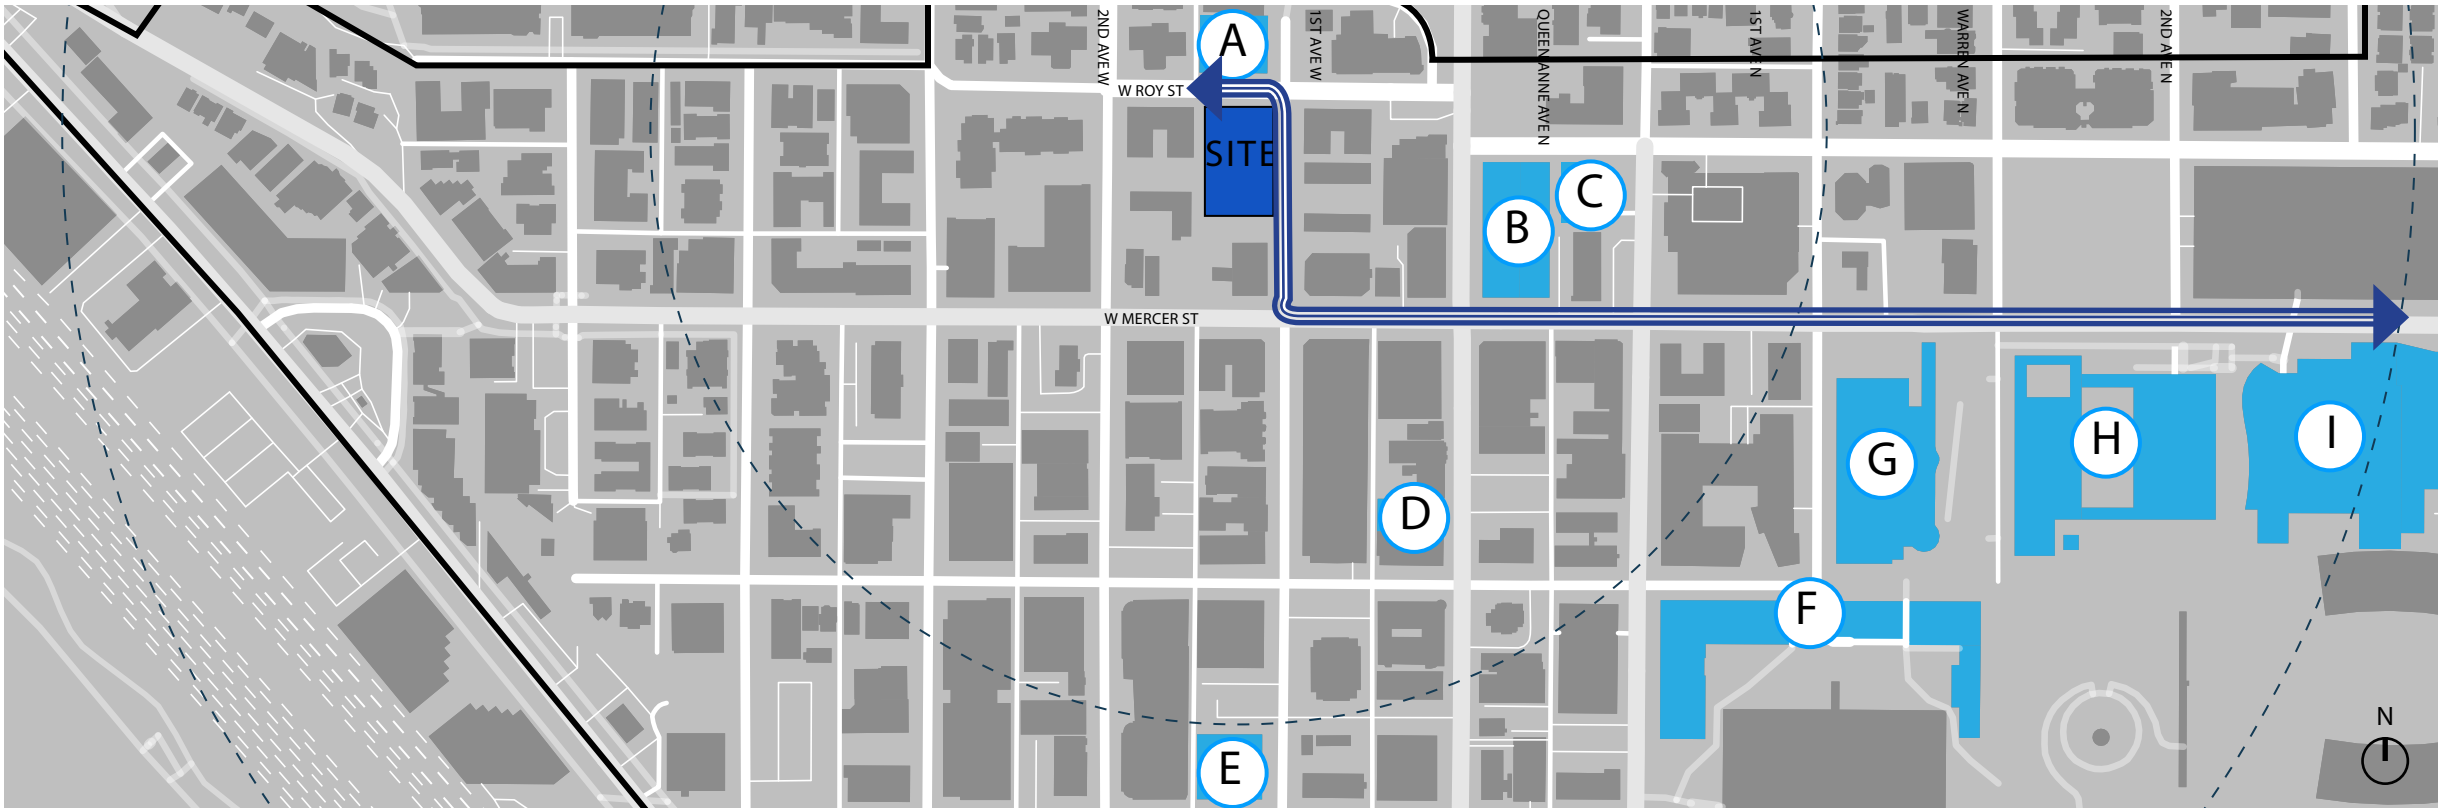 2ND AVE W
A
1ST AVE W
QUEEN ANNE AVE N
1ST AVE N
WARREN AVE N
2ND AVE N
W ROY ST
SITE
B
C
W MERCER ST
D
G
H
I
F
E
N